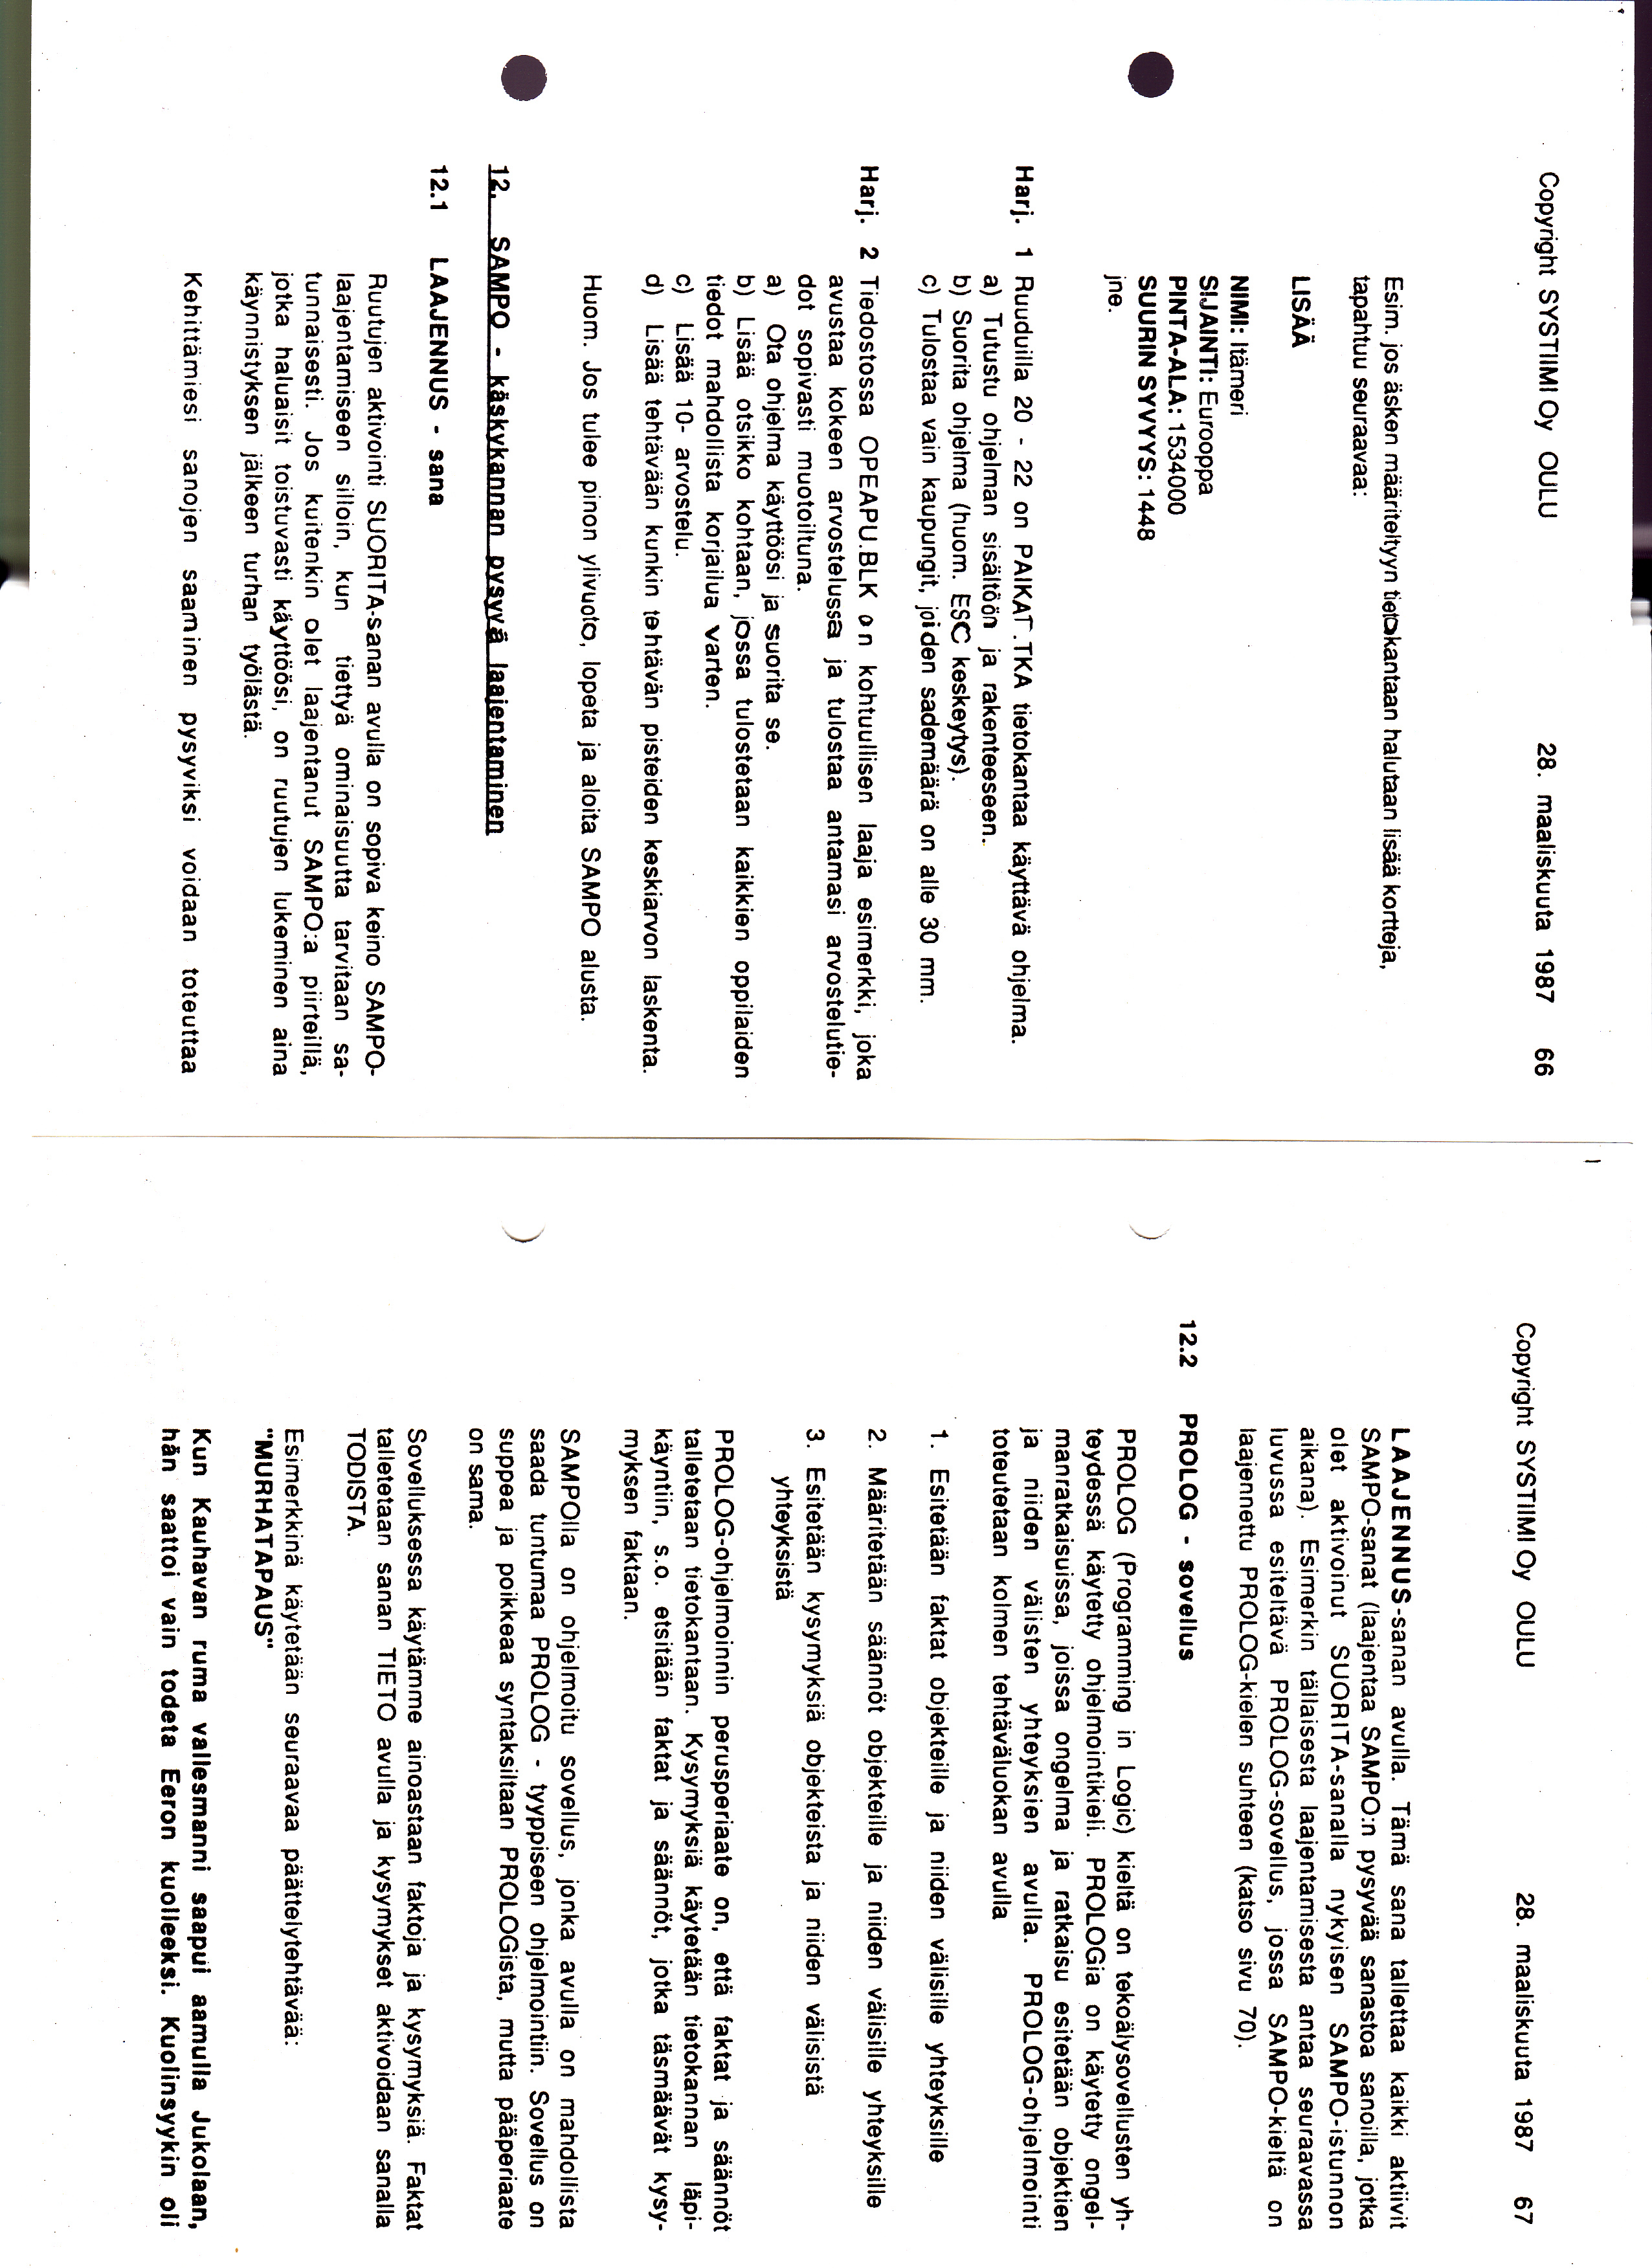 Copyright SYSTIIMI Oy OULU 28. maaliskuuta 1987 66
Esim. jos äsken määriteltyyn tietokantaan halutaan lisää kortteja,
tapahtuu seuraavaa:
LISÄÄ
NIMI: Itämeri
SIJAINTI: Eurooppa
PINTA-ALA: 1534000
SUURIN SYVYYS: 1448
jne.
Harj. 1 Ruuduilla 20 - 22 on PAIKAT.TKA tietokantaa käyttävä ohjelma.
a) Tutustu ohjelman sisältöön ja rakenteeseen.
b) Suorita ohjelma (huom. ESC keskeytys).
c) Tulostaa vain kaupungit, joiden sademäärä on alle 30 mm.
Harj. 2 Tiedostossa OPEAPU.BLK on kohtuullisen laaja esimerkki, joka
avustaa kokeen arvostelussa ja tulostaa antamasi arvostelutie-
dot sopivasti muotoiltuna.
a) Ota ohjelma käyttöösi ja suorita se.
b) Lisää otsikko kohtaan, jossa tulostetaan kaikkien oppilaiden
tiedot mahdollista korjailua varten.
c) Lisää 10- arvostelu.
d) Lisää tehtävään kunkin tehtävän pisteiden keskiarvon laskenta.
Huom. Jos tulee pinon ylivuoto, lopeta ja aloita SAMPO alusta.
12. SAMPO - käskykannan pysyvä laajentaminen
12.1 LAAJENNUS - sana
Ruutujen aktivointi SUORITA-sanan avulla on sopiva keino SAMPO-
laajentamiseen silloin, kun tiettyä ominaisuutta tarvitaan sa-
tunnaisesti. Jos kuitenkin olet laajentanut SAMPO:a piirteillä,
jotka haluaisit toistuvasti käyttöösi, on ruutujen lukeminen aina
käynnistyksen jälkeen turhan työlästä.
Kehittämiesi sanojen saaminen pysyviksi voidaan toteuttaa
Copyright SYSTIIMI Oy OULU 28. maaliskuuta 1987 67
LAAJENNUS-sanan avulla. Tämä sana tallettaa kaikki aktiivit
SAMPO-sanat (laajentaa SAMPO:n pysyvää sanastoa sanoilla, jotka
olet aktivoinut SUORITA-sanalla nykyisen SAMPO-istunnon
aikana). Esimerkin tällaisesta laajentamisesta antaa seuraavassa
luvussa esiteltävä PROLOG-sovellus, jossa SAMPO-kieltä on
laajennettu PROLOG-kielen suhteen (katso sivu 70).
12.2 PROLOG - sovellus
PROLOG (Programming in Logic) kieltä on tekoälysovellusten yh-
teydessä käytetty ohjelmointikieli. PROLOGia on käytetty ongel-
manratkaisuissa, joissa ongelma ja ratkaisu esitetään objektien
ja niiden välisten yhteyksien avulla. PROLOG-ohjelmointi
toteutetaan kolmen tehtäväluokan avulla
1. Esitetään faktat objekteille ja niiden välisille yhteyksille
2. Määritetään säännöt objekteille ja niiden välisille yhteyksille
3. Esitetään kysymyksiä objekteista ja niiden välisistä
yhteyksistä
PROLOG-ohjelmoinnin perusperiaate on, että faktat ja säännöt
talletetaan tietokantaan. Kysymyksiä käytetään tietokannan läpi-
käyntiin, s.o. etsitään faktat ja säännöt, jotka täsmäävät kysy-
myksen faktaan.
SAMPOlla on ohjelmoitu sovellus, jonka avulla on mahdollista
saada tuntumaa PROLOG - tyyppiseen ohjelmointiin. Sovellus on
suppea ja poikkeaa syntaksiltaan PROLOGista, mutta pääperiaate
on sama.
Sovelluksessa käytämme ainoastaan faktoja ja kysymyksiä. Faktat
talletetaan sanan TIETO avulla ja kysymykset aktivoidaan sanalla
TODISTA.
Esimerkkinä käytetään seuraavaa päättelytehtävää:
"MURHATAPAUS"
Kun Kauhavan ruma vallesmanni saapui aamulla Jukolaan,
hän saattoi vain todeta Eeron kuolleeksi. Kuolinsyykin oli